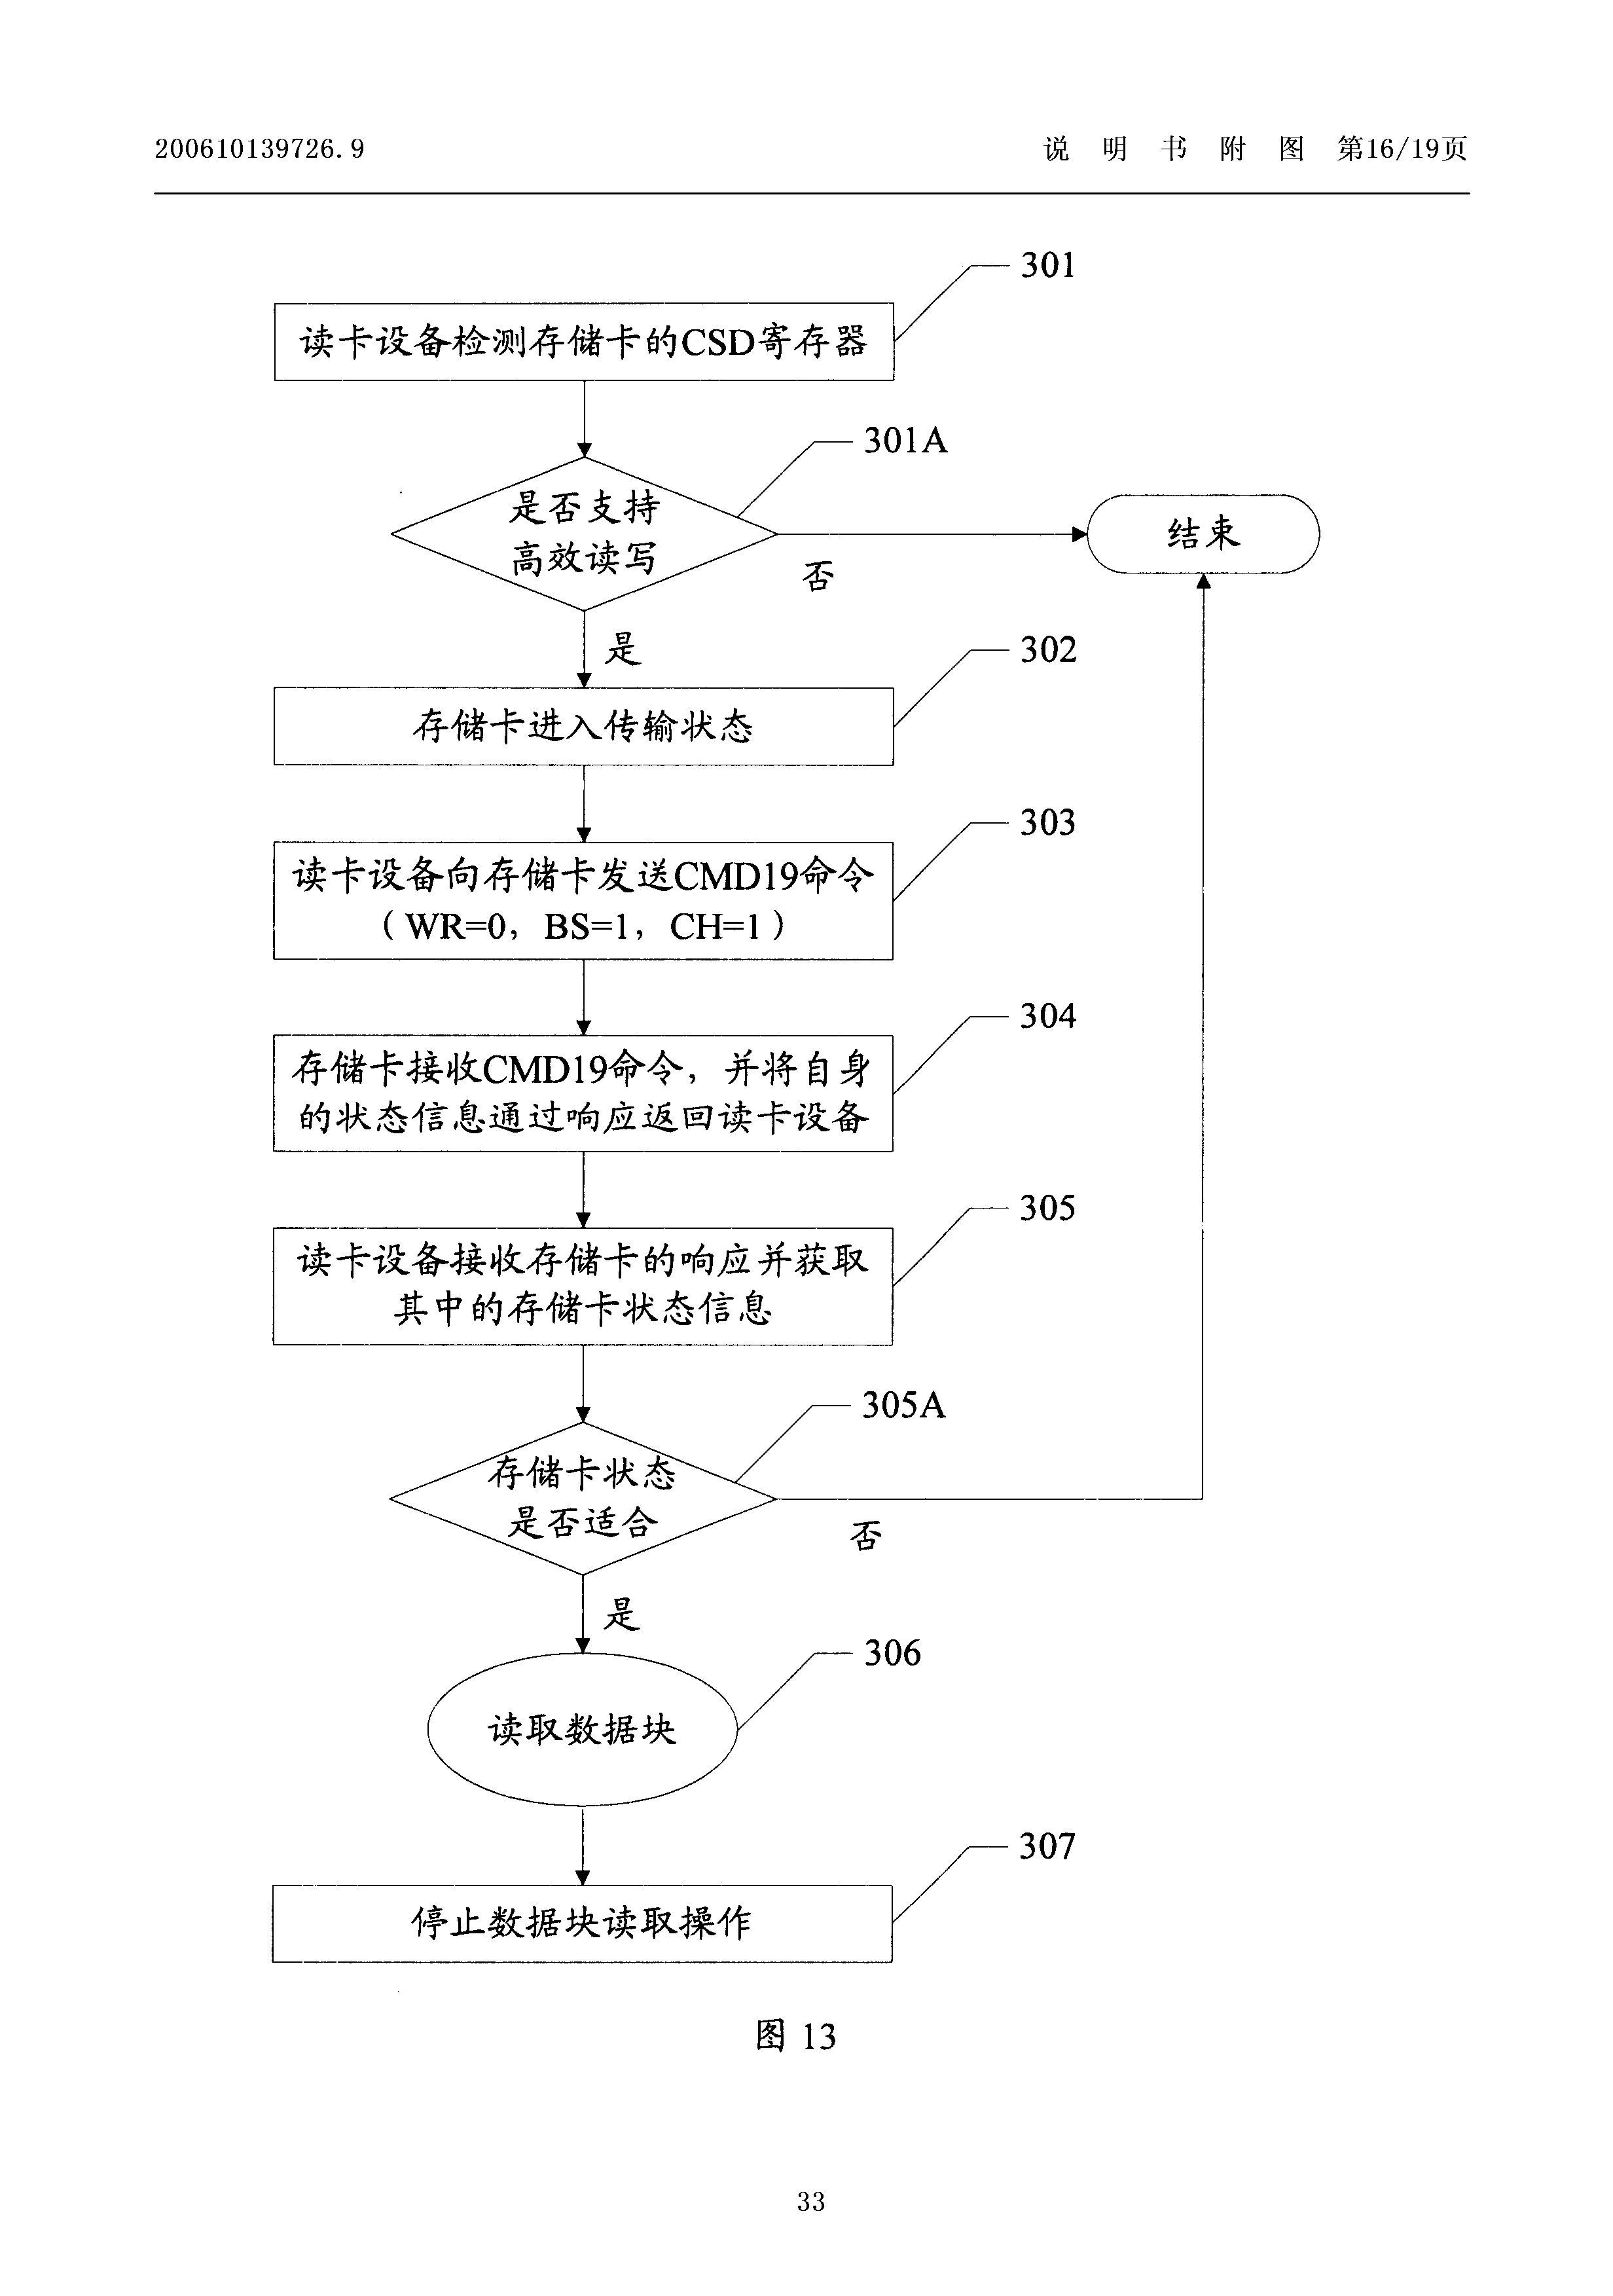 200610139726.9
说 明 书 附 图 第16/19页
301
读卡设备检测存储卡的CSD寄存器
301A
是否支持
高效读写
结束
否
是
302
存储卡进入传输状态
303
读卡设备向存储卡发送CMD19命令
（WR=0，BS=1，CH=1）
304
存储卡接收CMD19命令，并将自身
的状态信息通过响应返回读卡设备
305
读卡设备接收存储卡的响应并获取
其中的存储卡状态信息
305A
存储卡状态
是否适合
否
是
306
读取数据块
307
停止数据块读取操作
图 13
33